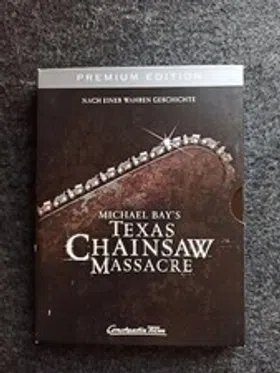 PREMIUM EDITION
NACH EINER WAHREN GESCHICHTE
MICHAEL BAY'S
TEXAS
CHAINSAW
MASSACRE
Constantin Film